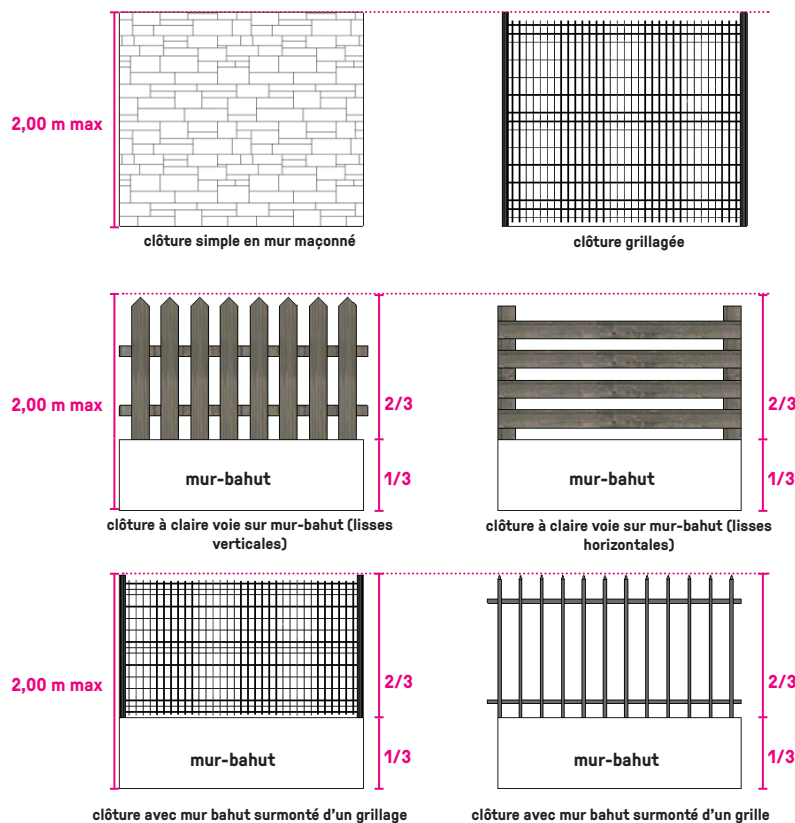 2,00 m max
clôture simple en mur maçonné
clôture grillagée
2,00 m max
2/3
2/3
mur-bahut
1/3
mur-bahut
1/3
clôture à claire voie sur mur-bahut (lisses
verticales)
clôture à claire voie sur mur-bahut (lisses
horizontales)
2,00 m max
2/3
2/3
mur-bahut
1/3
mur-bahut
1/3
clôture avec mur bahut surmonté d'un grillage
clôture avec mur bahut surmonté d'un grille